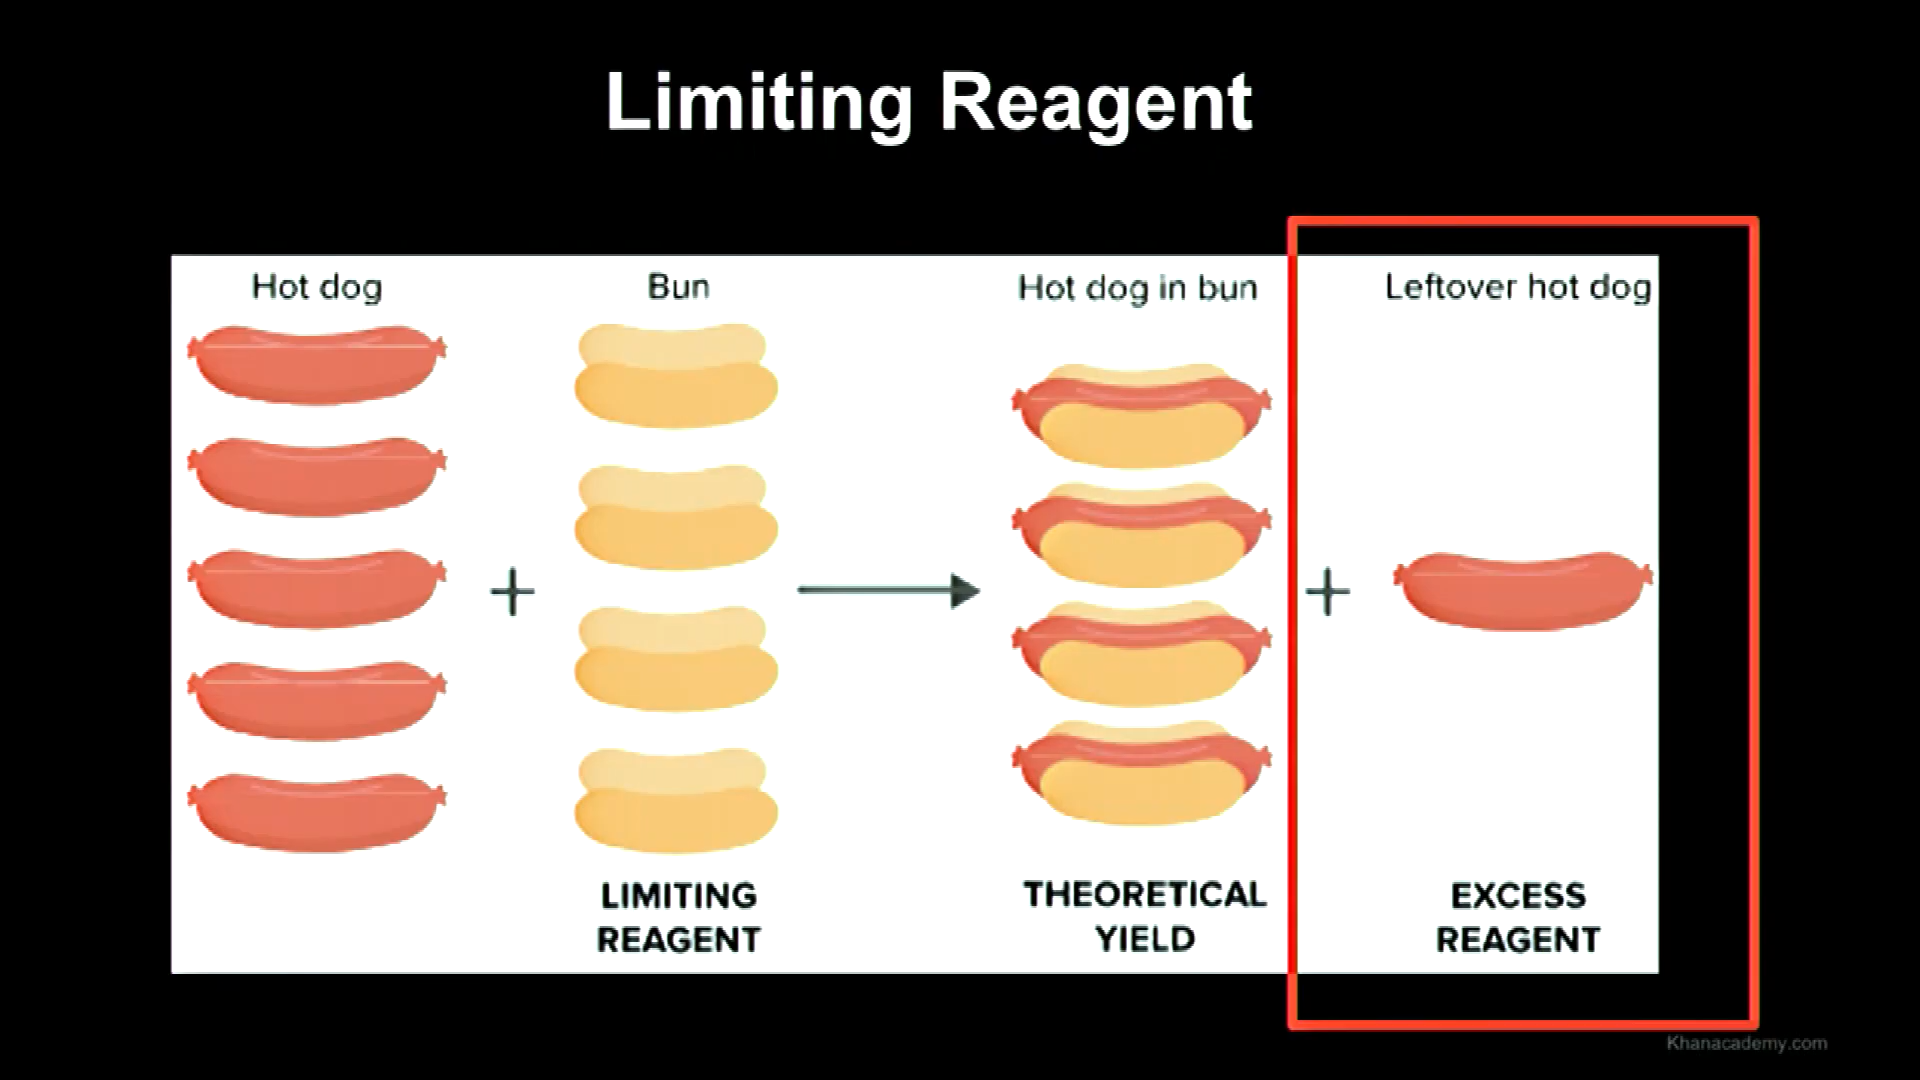 Limiting Reagent
Hot dog
Bun
Hot dog in bun
Leftover hot dog
+
+
LIMITING
REAGENT
THEORETICAL
YIELD
EXCESS
REAGENT
Khanacademy.com